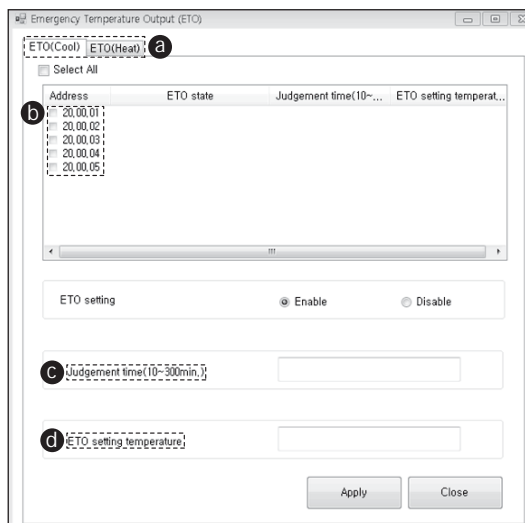 Emergency Temperature Output (ETO)
ETO(Cool) ETO(Heat) a
Select All
Address ETO state Judgement time(10~... ETO setting temperat...
b 20,00,01
20,00,02
20,00,03
20,00,04
20,00,05
ETO setting Enable Disable
c Judgement time(10~300min,)
d ETO setting temperature
Apply Close